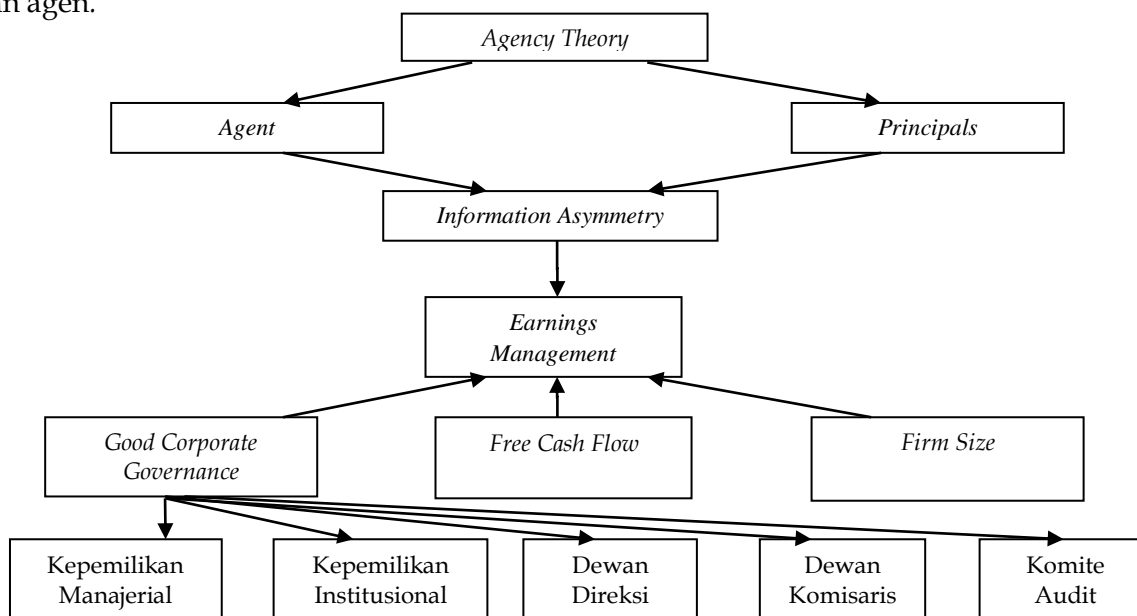 agen.
Agency Theory
Agent
Principals
Information Asymmetry
Earnings
Management
Good Corporate
Governance
Free Cash Flow
Firm Size
Kepemilikan
Manajerial
Kepemilikan
Institusional
Dewan
Direksi
Dewan
Komisaris
Komite
Audit